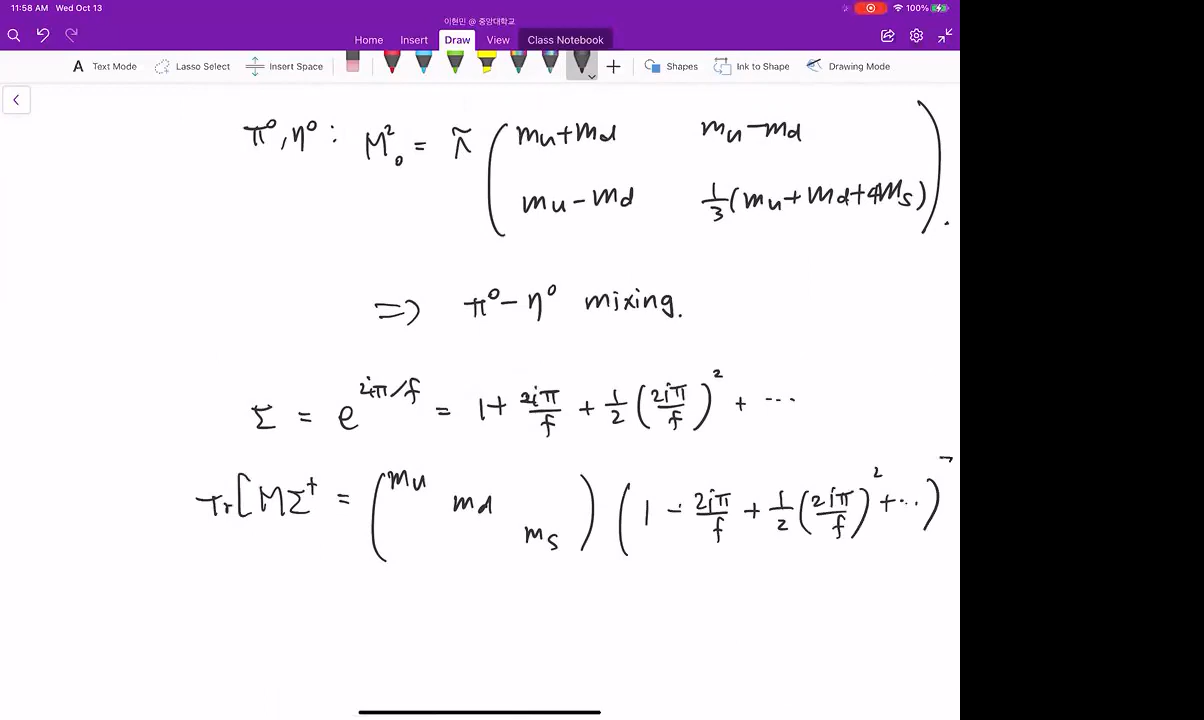 11:58 AM Wed Oct 13 100%
이현민 @ 중앙대학교
Home Insert Draw View Class Notebook
A Text Mode Lasso Select Insert Space Shapes Ink to Shape Drawing Mode
π⁰, η⁰ : M²₀ = λ̃ ( mu+md mu−md
mu−md 1/3(mu+md+4ms) ) .
⇒ π⁰−η⁰ mixing.
Σ = e^{2iπ/f} = 1+ 2iπ/f + 1/2 (2iπ/f)² + ...
Tr[MΣ† = ( mu md ms ) ( 1 − 2iπ/f + 1/2 (2iπ/f)² + ... )